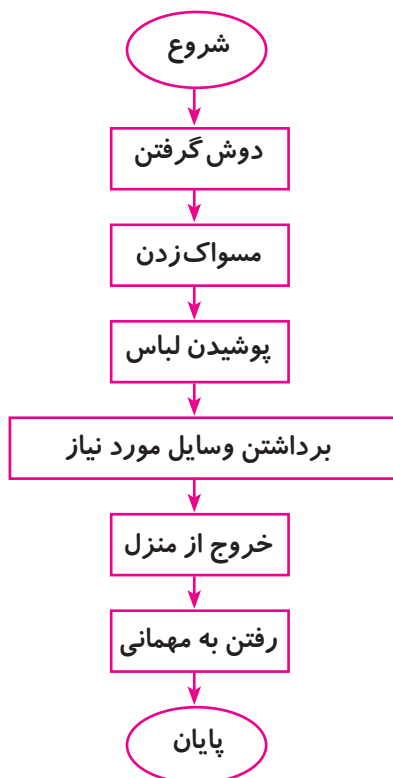 شروع
دوش گرفتن
مسواک زدن
پوشیدن لباس
برداشتن وسایل مورد نیاز
خروج از منزل
رفتن به مهمانی
پایان